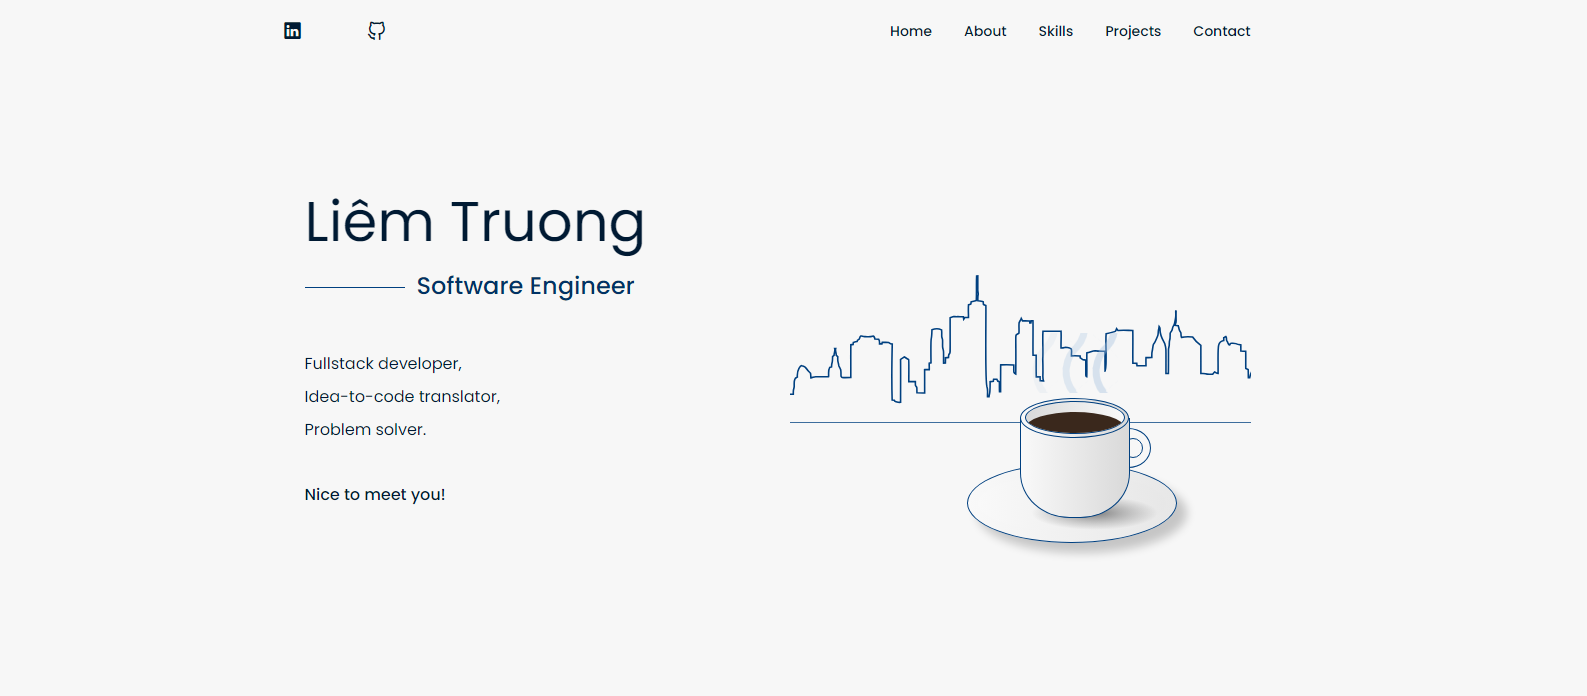 in
Home About Skills Projects Contact
Liêm Truong
Software Engineer
Fullstack developer,
Idea-to-code translator,
Problem solver.
Nice to meet you!